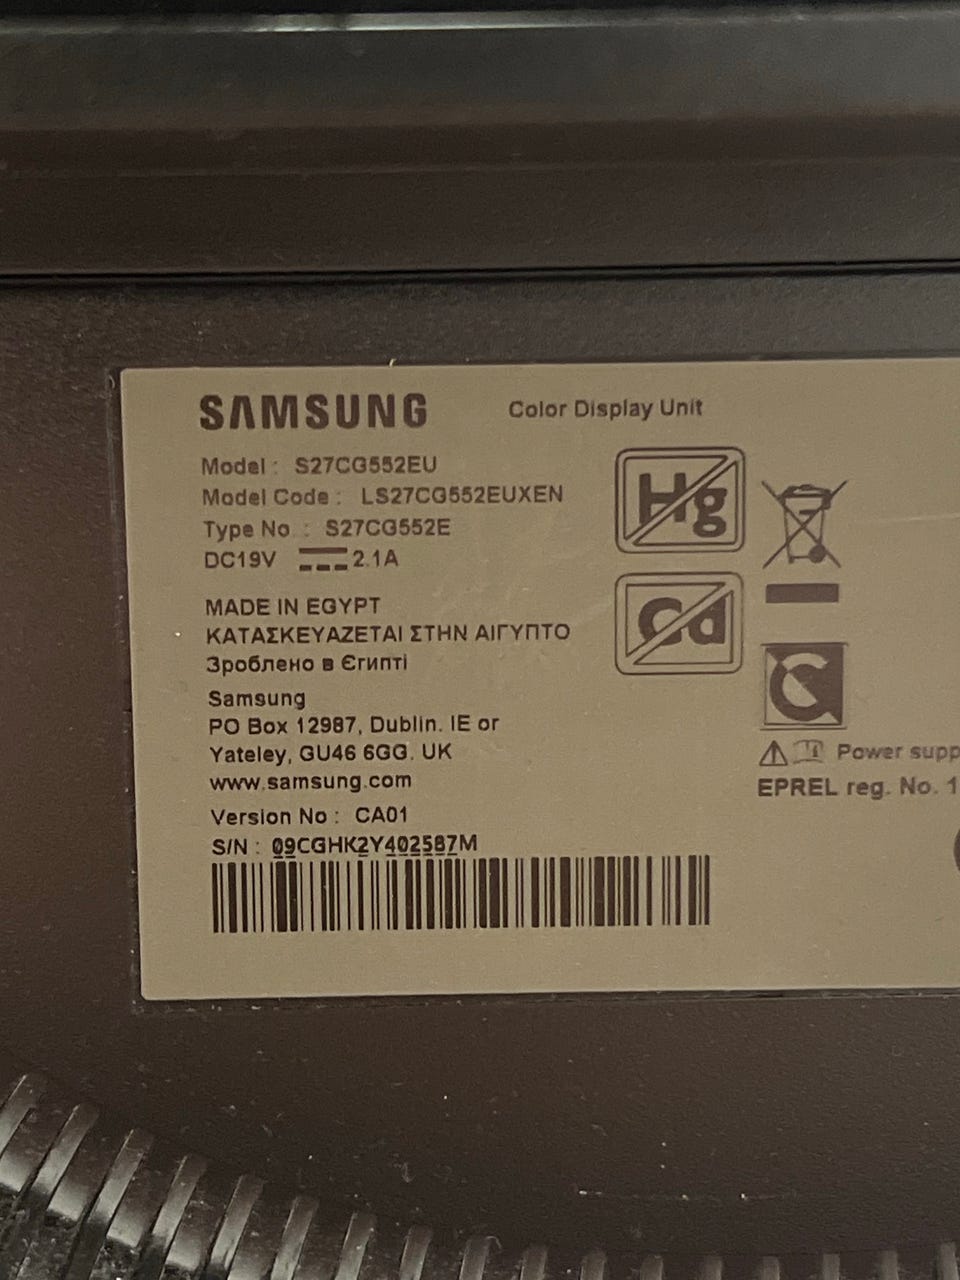 SAMSUNG
Color Display Unit
Model : S27CG552EU
Model Code : LS27CG552EUXEN
Type No. : S27CG552E
DC19V 2.1A
Hg
Cd
MADE IN EGYPT
ΚΑΤΑΣΚΕΥΑΖΕΤΑΙ ΣΤΗΝ ΑΙΓΥΠΤΟ
Зроблено в Єгипті
Samsung
PO Box 12987, Dublin. IE or
Yateley, GU46 6GG. UK
www.samsung.com
Version No : CA01
S/N : 09CGHK2Y402587M
Power supp
EPREL reg. No. 1